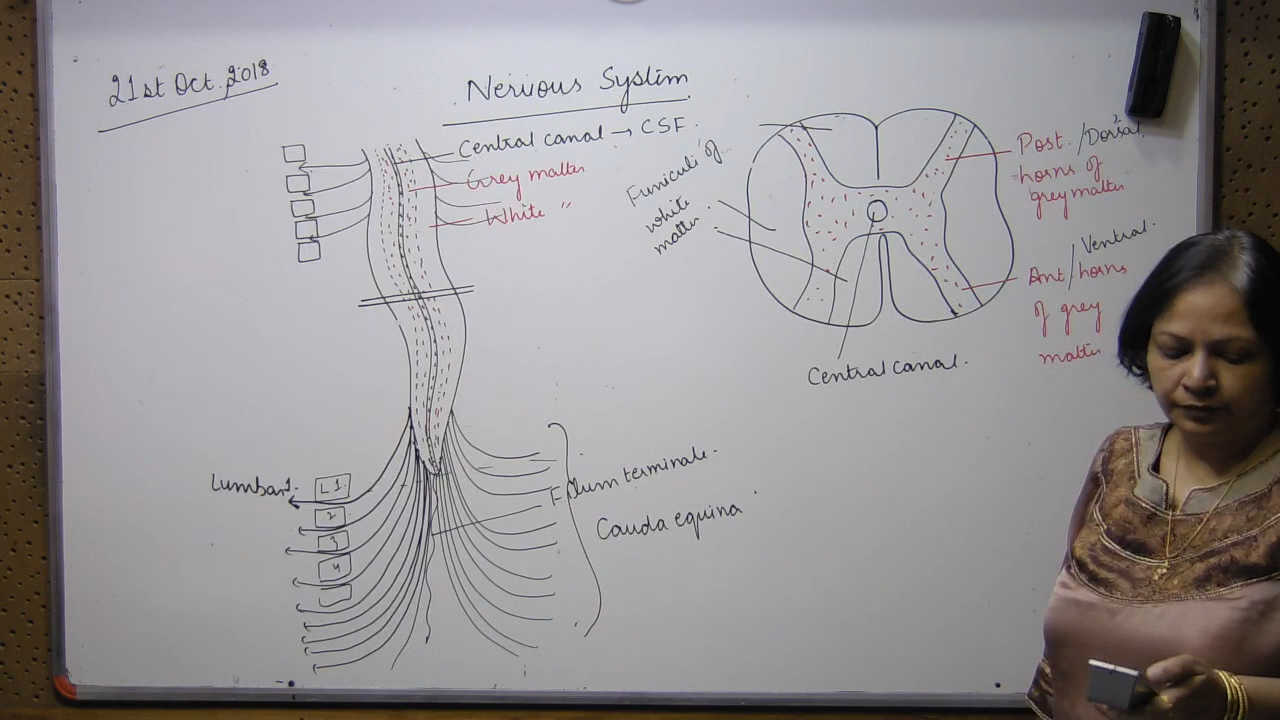 21st Oct, 2018
Nervous System
Central canal → CSF.
Grey matter
White "
Funiculi of
white
matter.
Post. / Dorsal.
horns of
grey matter
Ventral.
Ant / horns
of grey
matter
Central canal.
Lumbar 1.
L1
2
3
4
Filum terminale.
Cauda equina